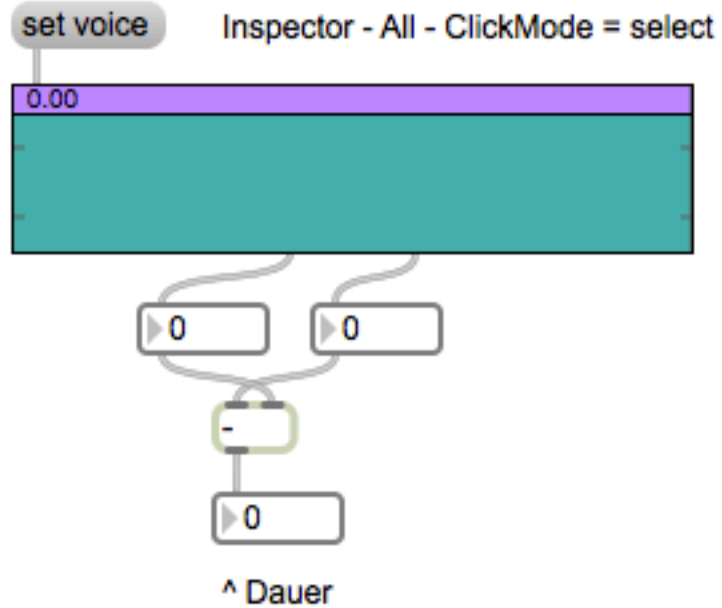 set voice
Inspector - All - ClickMode = select
0.00
0
0
-
0
^ Dauer